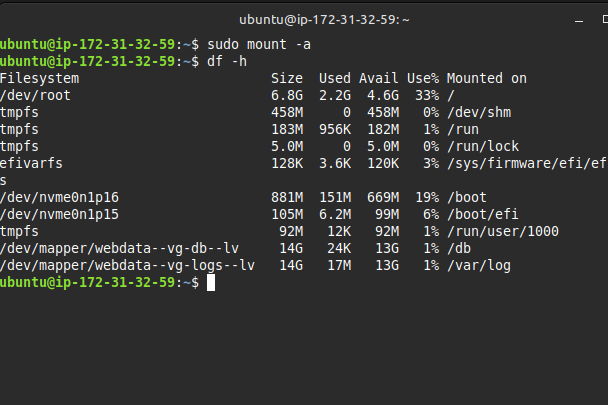 ubuntu@ip-172-31-32-59: ~
ubuntu@ip-172-31-32-59:~$ sudo mount -a
ubuntu@ip-172-31-32-59:~$ df -h
Filesystem                        Size  Used Avail Use% Mounted on
/dev/root                         6.8G  2.2G  4.6G  33% /
tmpfs                             458M     0  458M   0% /dev/shm
tmpfs                             183M  956K  182M   1% /run
tmpfs                             5.0M     0  5.0M   0% /run/lock
efivarfs                          128K  3.6K  120K   3% /sys/firmware/efi/ef
s
/dev/nvme0n1p16                   881M  151M  669M  19% /boot
/dev/nvme0n1p15                   105M  6.2M   99M   6% /boot/efi
tmpfs                              92M   12K   92M   1% /run/user/1000
/dev/mapper/webdata--vg-db--lv     14G   24K   13G   1% /db
/dev/mapper/webdata--vg-logs--lv   14G   17M   13G   1% /var/log
ubuntu@ip-172-31-32-59:~$